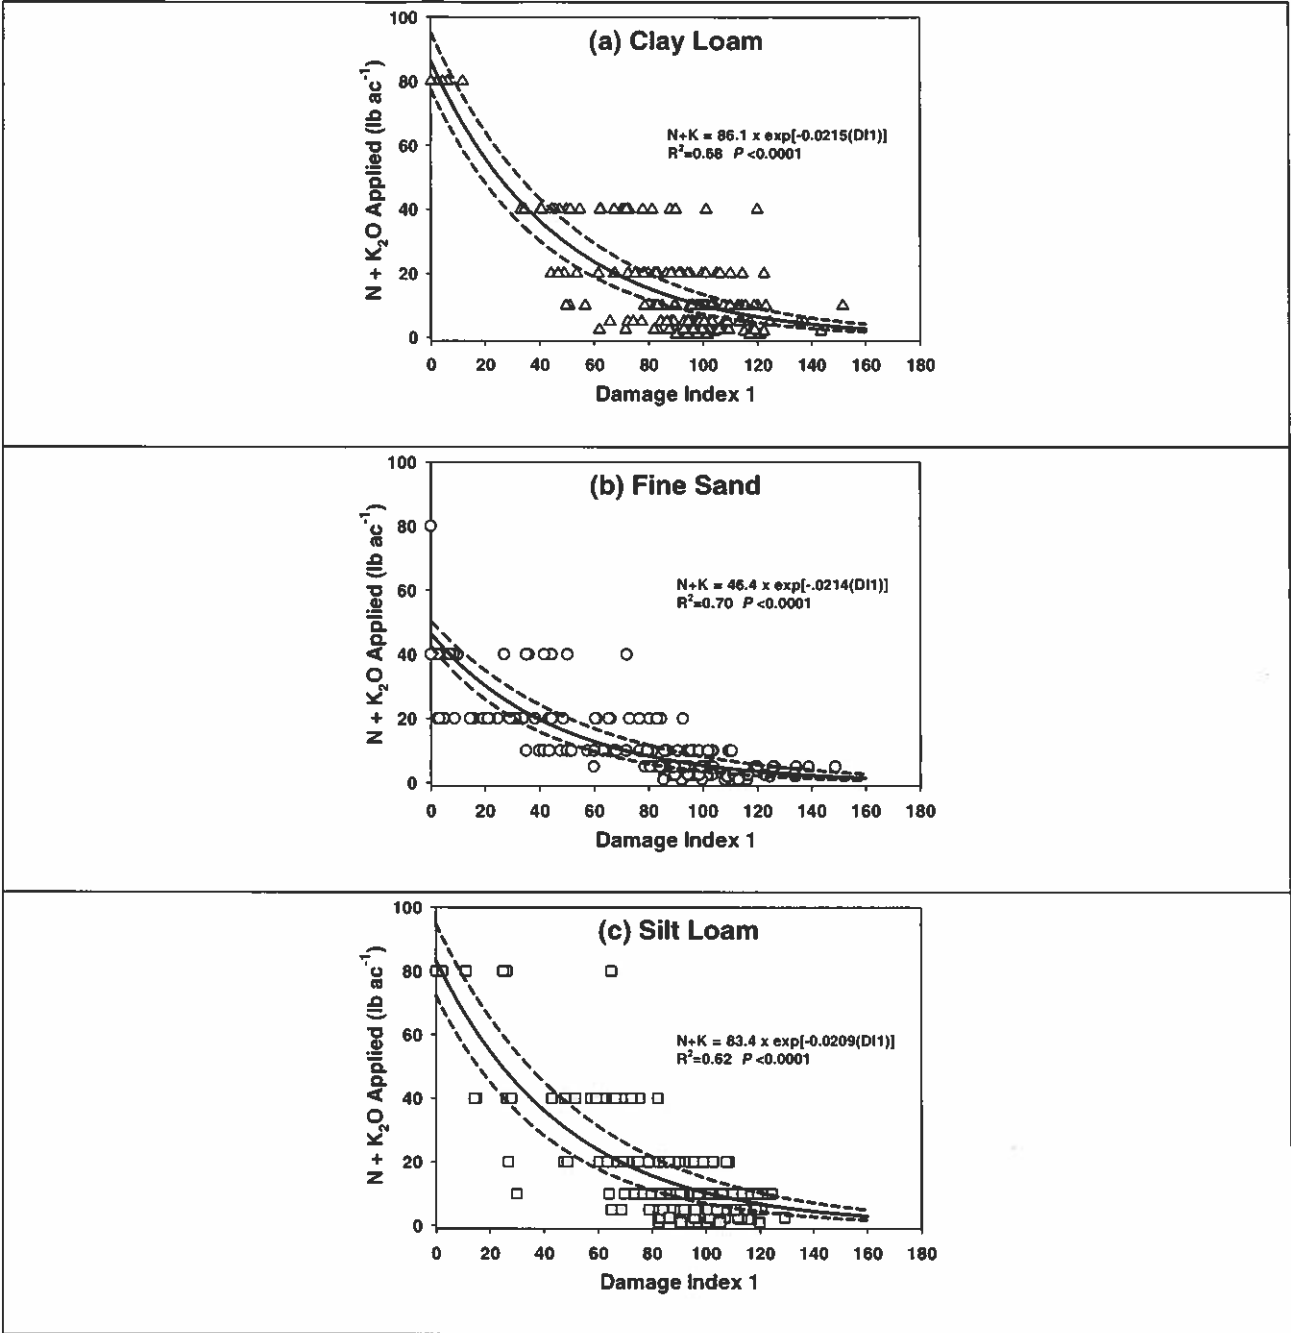 (a) Clay Loam
N + K₂O Applied (lb ac⁻¹)
100
80
60
40
20
0
N+K = 86.1 x exp[-0.0215(DI1)]
R²=0.68 P <0.0001
0 20 40 60 80 100 120 140 160 180
Damage Index 1
(b) Fine Sand
N + K₂O Applied (lb ac⁻¹)
100
80
60
40
20
0
N+K = 46.4 x exp[-.0214(DI1)]
R²=0.70 P <0.0001
0 20 40 60 80 100 120 140 160 180
Damage Index 1
(c) Silt Loam
N + K₂O Applied (lb ac⁻¹)
100
80
60
40
20
0
N+K = 83.4 x exp[-0.0209(DI1)]
R²=0.62 P <0.0001
0 20 40 60 80 100 120 140 160 180
Damage Index 1